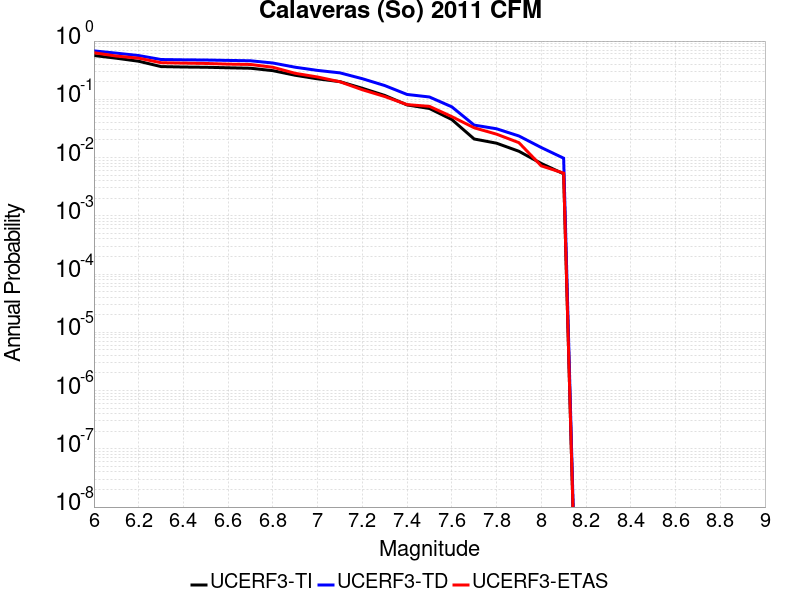 Calaveras (So) 2011 CFM
10^0
10^-1
10^-2
10^-3
10^-4
10^-5
10^-6
10^-7
10^-8
Annual Probability
6 6.2 6.4 6.6 6.8 7 7.2 7.4 7.6 7.8 8 8.2 8.4 8.6 8.8 9
Magnitude
UCERF3-TI UCERF3-TD UCERF3-ETAS